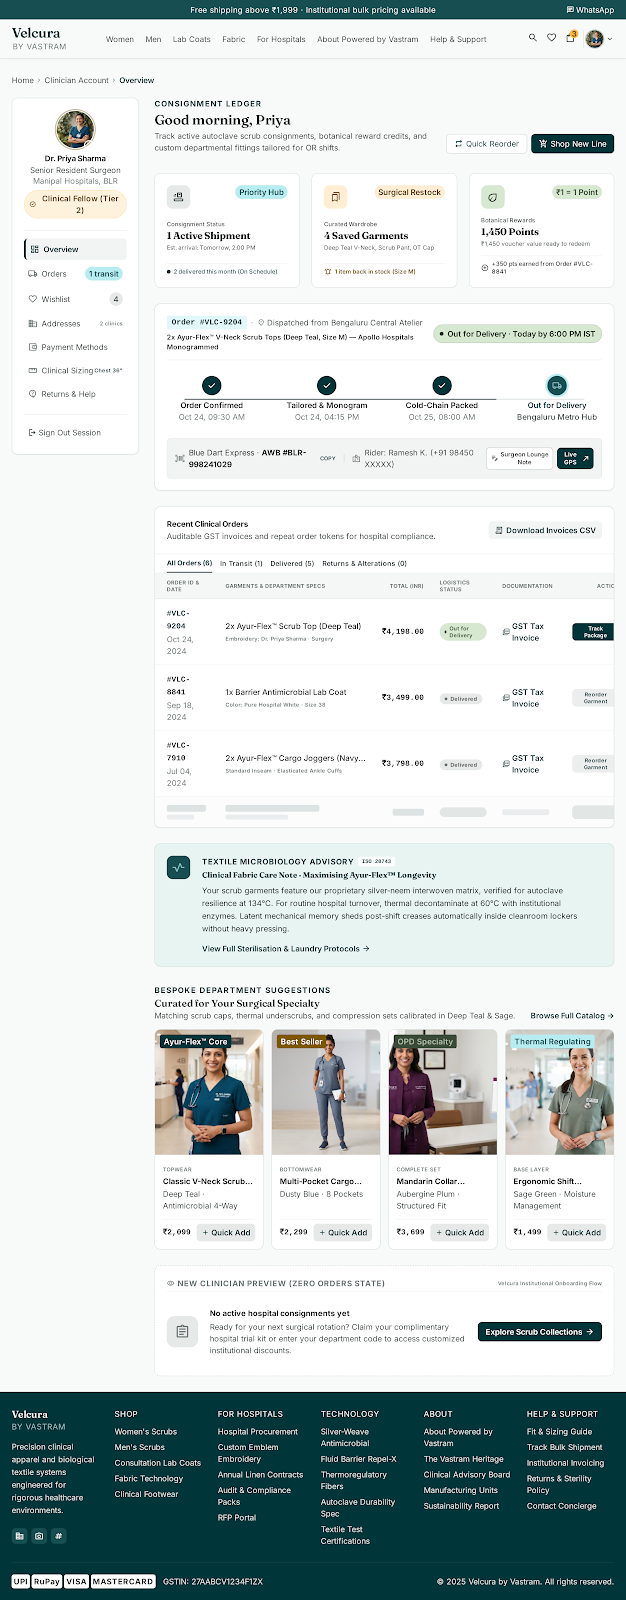 Free shipping above ₹1,999 · Institutional bulk pricing available
WhatsApp
Velcura
BY VASTRAM
Women Men Lab Coats Fabric For Hospitals About Powered by Vastram Help & Support
3
Home › Clinician Account › Overview
Dr. Priya Sharma
Senior Resident Surgeon
Manipal Hospitals, BLR
Clinical Fellow (Tier
2)
Overview
Orders 1 transit
Wishlist 4
Addresses 2 clinics
Payment Methods
Clinical Sizing Chest 36"
Returns & Help
Sign Out Session
CONSIGNMENT LEDGER
Good morning, Priya
Track active autoclave scrub consignments, botanical reward credits, and
custom departmental fittings tailored for OR shifts.
Quick Reorder
Shop New Line
Priority Hub
Consignment Status
1 Active Shipment
Est. arrival: Tomorrow, 2:00 PM
2 delivered this month (On Schedule)
Surgical Restock
Curated Wardrobe
4 Saved Garments
Deep Teal V-Neck, Scrub Pant, OT Cap
1 item back in stock (Size M)
₹1 = 1 Point
Botanical Rewards
1,450 Points
₹1,450 voucher value ready to redeem
+350 pts earned from Order #VLC-
8841
Order #VLC-9204 · Dispatched from Bengaluru Central Atelier
2x Ayur-Flex™ V-Neck Scrub Tops (Deep Teal, Size M) — Apollo Hospitals
Monogrammed
Out for Delivery · Today by 6:00 PM IST
Order Confirmed
Oct 24, 09:30 AM
Tailored & Monogram
Oct 24, 04:15 PM
Cold-Chain Packed
Oct 25, 08:00 AM
Out for Delivery
Bengaluru Metro Hub
Blue Dart Express · AWB #BLR-
998241029
COPY
Rider: Ramesh K. (+91 98450
XXXXX)
Surgeon Lounge
Note
Live
GPS
Recent Clinical Orders
Auditable GST invoices and repeat order tokens for hospital compliance.
Download Invoices CSV
All Orders (6) In Transit (1) Delivered (5) Returns & Alterations (0)
ORDER ID &
DATE
GARMENTS & DEPARTMENT SPECS
TOTAL (INR)
LOGISTICS
STATUS
DOCUMENTATION
ACTIO
#VLC-
9204
Oct 24,
2024
2x Ayur-Flex™ Scrub Top (Deep Teal)
Embroidery: Dr. Priya Sharma · Surgery
₹4,198.00
Out for
Delivery
GST Tax
Invoice
Track
Package
#VLC-
8841
Sep 18,
2024
1x Barrier Antimicrobial Lab Coat
Color: Pure Hospital White · Size 38
₹3,499.00
Delivered
GST Tax
Invoice
Reorder
Garment
#VLC-
7910
Jul 04,
2024
2x Ayur-Flex™ Cargo Joggers (Navy...
Standard Inseam · Elasticated Ankle Cuffs
₹3,798.00
Delivered
GST Tax
Invoice
Reorder
Garment
TEXTILE MICROBIOLOGY ADVISORY ISO 20743
Clinical Fabric Care Note · Maximising Ayur-Flex™ Longevity
Your scrub garments feature our proprietary silver-neem interwoven matrix, verified for autoclave
resilience at 134°C. For routine hospital turnover, thermal decontaminate at 60°C with institutional
enzymes. Latent mechanical memory sheds post-shift creases automatically inside cleanroom lockers
without heavy pressing.
View Full Sterilisation & Laundry Protocols →
BESPOKE DEPARTMENT SUGGESTIONS
Curated for Your Surgical Specialty
Matching scrub caps, thermal underscrubs, and compression sets calibrated in Deep Teal & Sage.
Browse Full Catalog →
Ayur-Flex™ Core
TOPWEAR
Classic V-Neck Scrub...
Deep Teal ·
Antimicrobial 4-Way
₹2,099 + Quick Add
Best Seller
BOTTOMWEAR
Multi-Pocket Cargo...
Dusty Blue · 8 Pockets
₹2,299 + Quick Add
OPD Specialty
COMPLETE SET
Mandarin Collar...
Aubergine Plum ·
Structured Fit
₹3,699 + Quick Add
Thermal Regulating
BASE LAYER
Ergonomic Shift...
Sage Green · Moisture
Management
₹1,499 + Quick Add
NEW CLINICIAN PREVIEW (ZERO ORDERS STATE)
Velcura Institutional Onboarding Flow
No active hospital consignments yet
Ready for your next surgical rotation? Claim your complimentary
hospital trial kit or enter your department code to access customized
institutional discounts.
Explore Scrub Collections →
Velcura
BY VASTRAM
Precision clinical
apparel and biological
textile systems
engineered for
rigorous healthcare
environments.
#
SHOP
Women's Scrubs
Men's Scrubs
Consultation Lab Coats
Fabric Technology
Clinical Footwear
FOR HOSPITALS
Hospital Procurement
Custom Emblem
Embroidery
Annual Linen Contracts
Audit & Compliance
Packs
RFP Portal
TECHNOLOGY
Silver-Weave
Antimicrobial
Fluid Barrier Repel-X
Thermoregulatory
Fibers
Autoclave Durability
Spec
Textile Test
Certifications
ABOUT
About Powered by
Vastram
The Vastram Heritage
Clinical Advisory Board
Manufacturing Units
Sustainability Report
HELP & SUPPORT
Fit & Sizing Guide
Track Bulk Shipment
Institutional Invoicing
Returns & Sterility
Policy
Contact Concierge
UPI RuPay VISA MASTERCARD GSTIN: 27AABCV1234F1ZX
© 2025 Velcura by Vastram. All rights reserved.